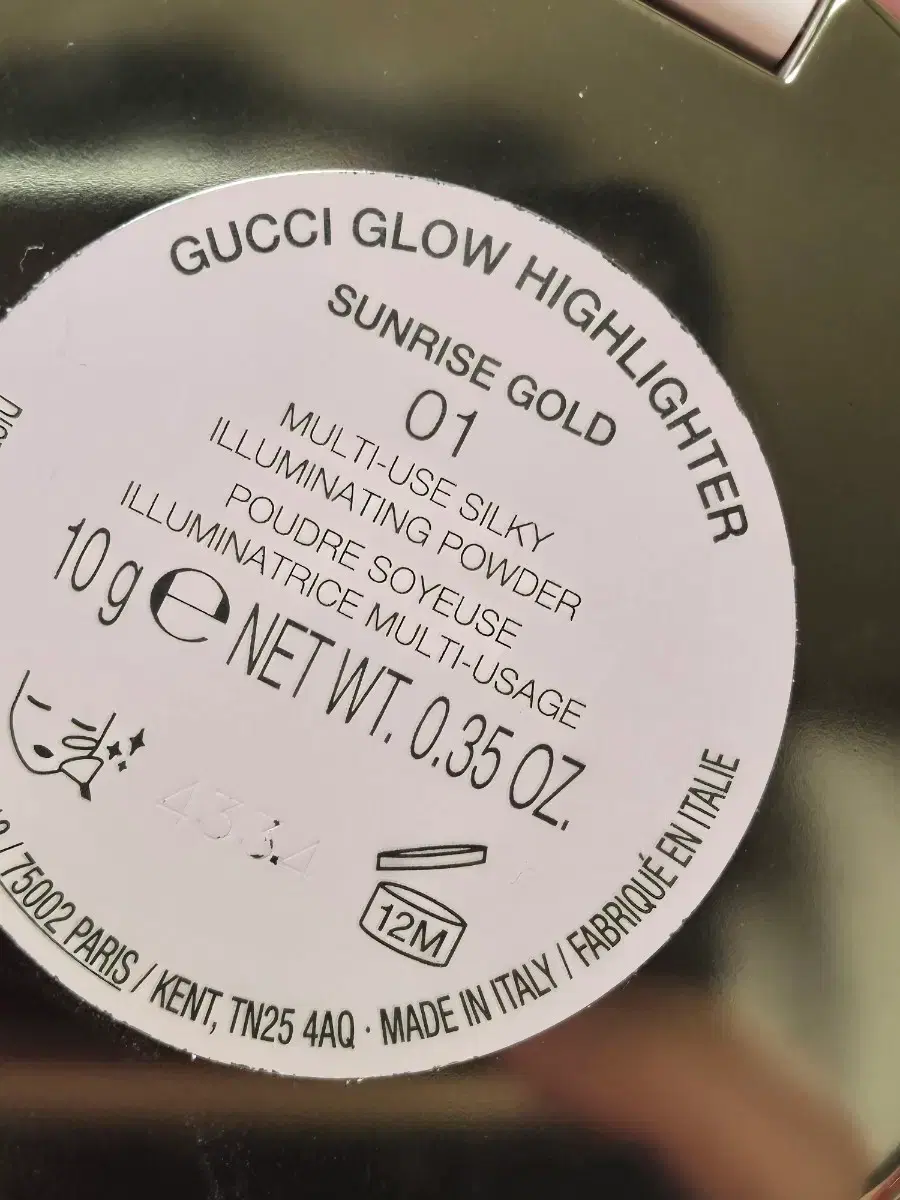 GUCCI GLOW HIGHLIGHTER
SUNRISE GOLD
01
MULTI-USE SILKY
ILLUMINATING POWDER
POUDRE SOYEUSE
ILLUMINATRICE MULTI-USAGE
10 g e NET WT. 0.35 OZ.
4334
12M
/ 75002 PARIS / KENT, TN25 4AQ · MADE IN ITALY / FABRIQUÉ EN ITALIE